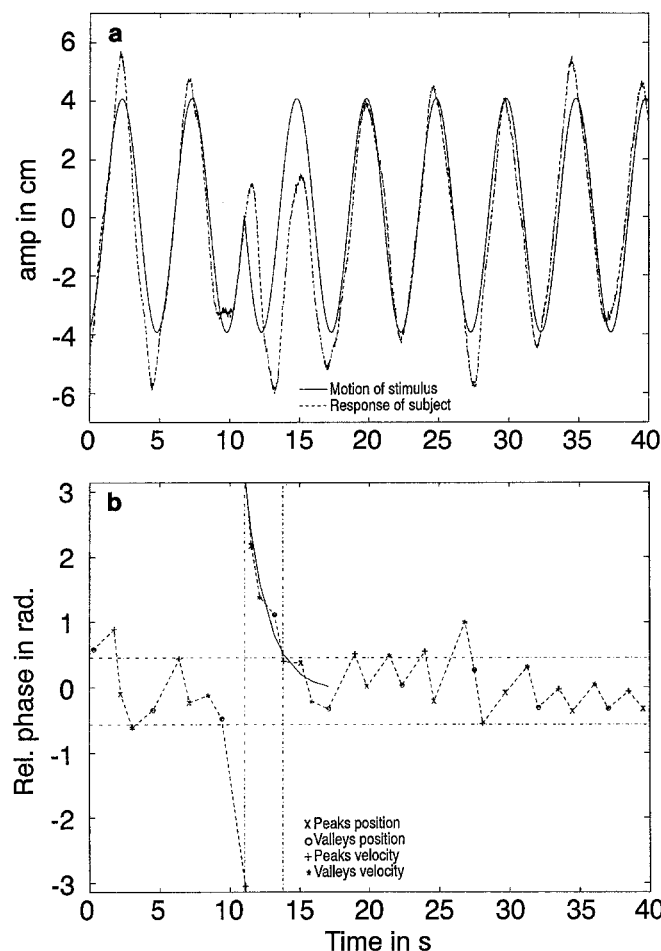 a
6
4
2
0
-2
-4
-6
amp in cm
Motion of stimulus
Response of subject
0 5 10 15 20 25 30 35 40
b
3
2
1
0
-1
-2
-3
Rel. phase in rad.
x Peaks position
o Valleys position
+ Peaks velocity
* Valleys velocity
0 5 10 15 20 25 30 35 40
Time in s